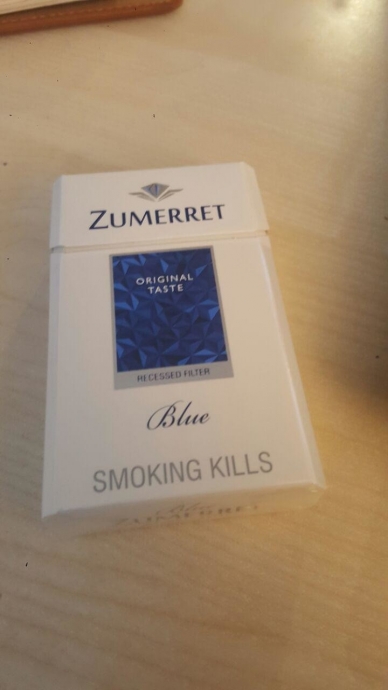 ZUMERRET
ORIGINAL
TASTE
RECESSED FILTER
Blue
SMOKING KILLS